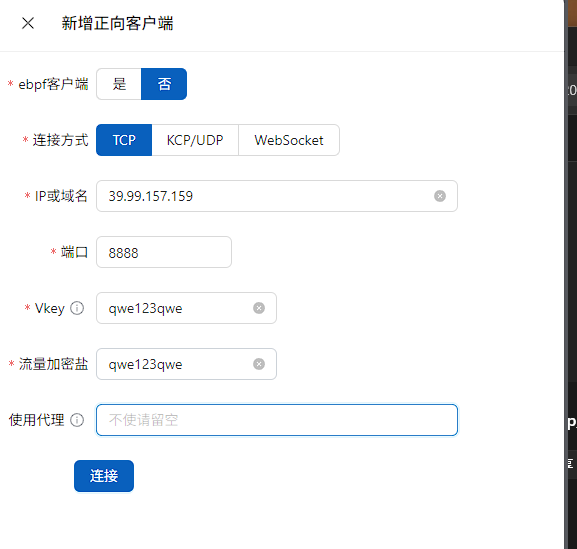 新增正向客户端
* ebpf客户端 是 否
* 连接方式 TCP KCP/UDP WebSocket
* IP或域名 39.99.157.159
* 端口 8888
* Vkey qwe123qwe
* 流量加密盐 qwe123qwe
使用代理 不使请留空
连接